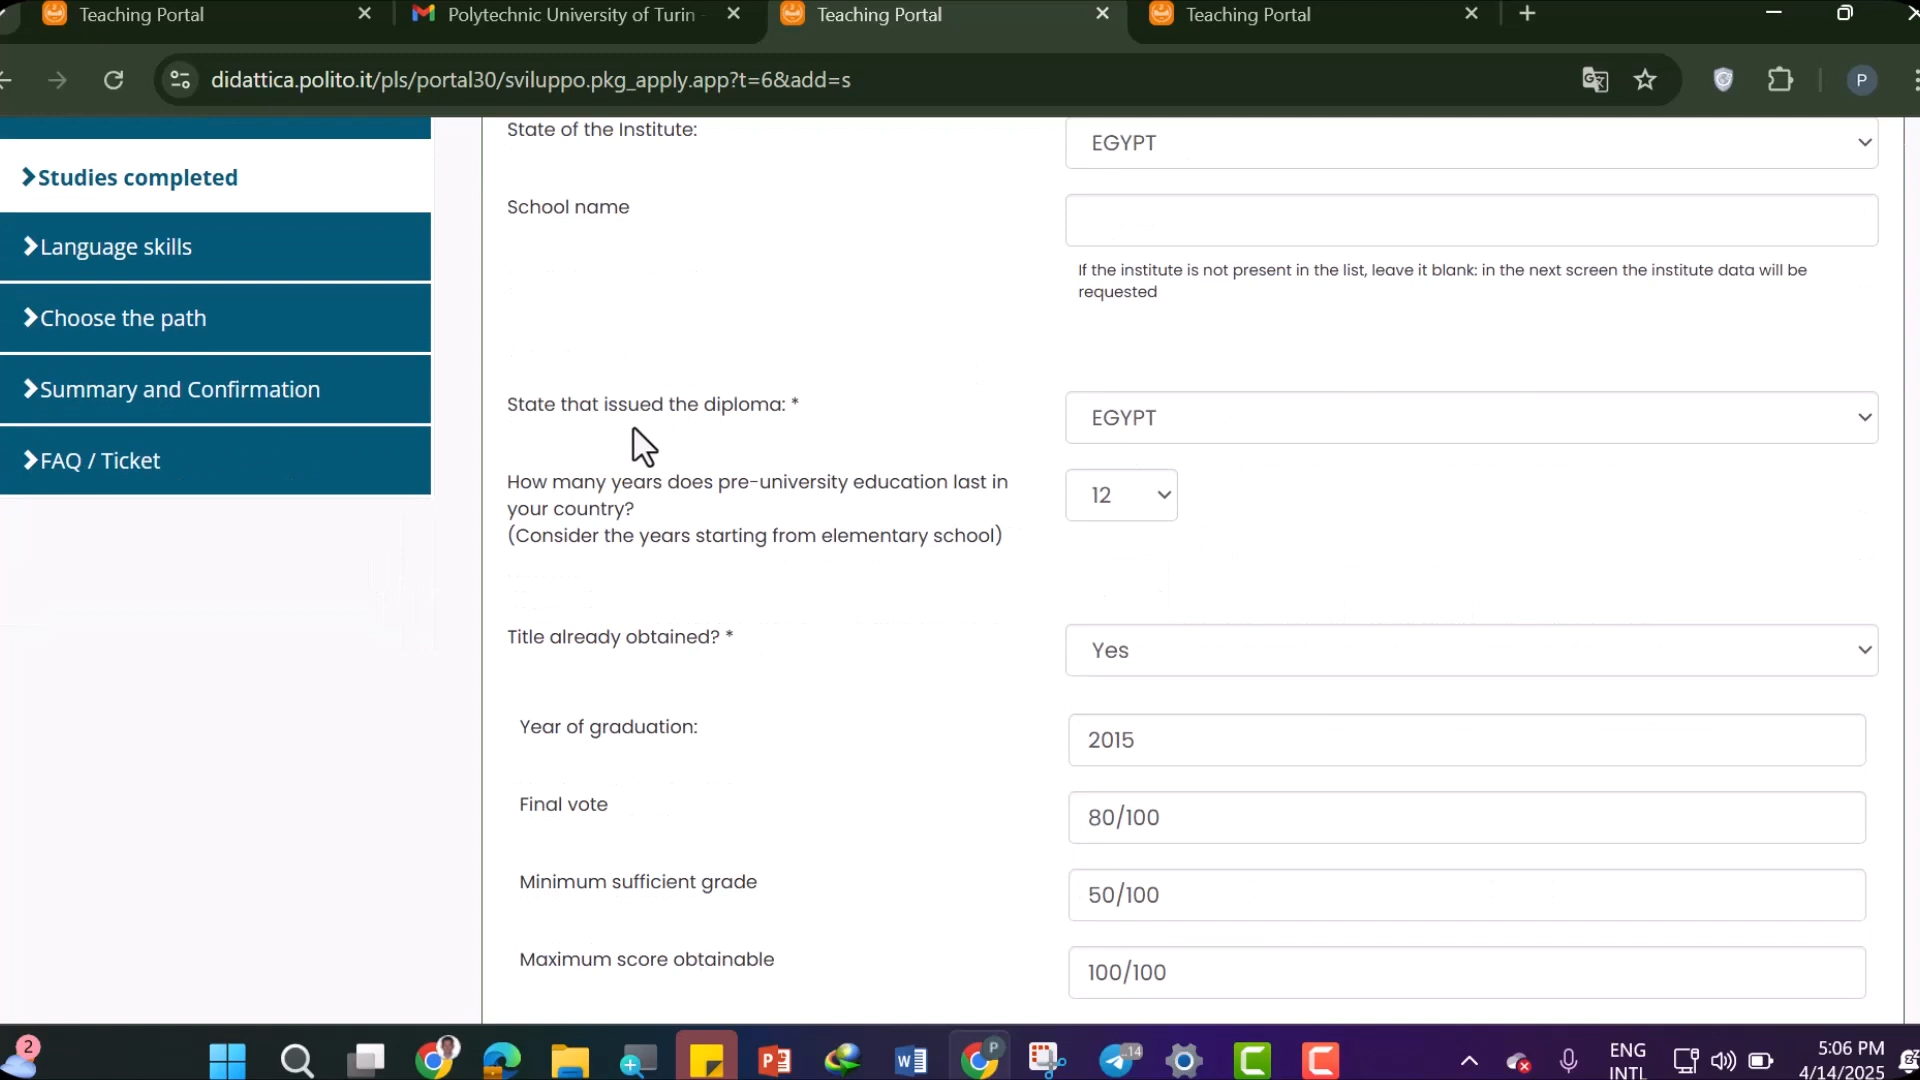 Teaching Portal
Polytechnic University of Turin -
Teaching Portal
Teaching Portal
didattica.polito.it/pls/portal30/sviluppo.pkg_apply.app?t=6&add=s
P
Studies completed
Language skills
Choose the path
Summary and Confirmation
FAQ / Ticket
State of the Institute:
EGYPT
School name
If the institute is not present in the list, leave it blank: in the next screen the institute data will be
requested
State that issued the diploma: *
EGYPT
How many years does pre-university education last in
your country?
(Consider the years starting from elementary school)
12
Title already obtained? *
Yes
Year of graduation:
2015
Final vote
80/100
Minimum sufficient grade
50/100
Maximum score obtainable
100/100
2
P
14
ENG
INTL
5:06 PM
4/14/2025